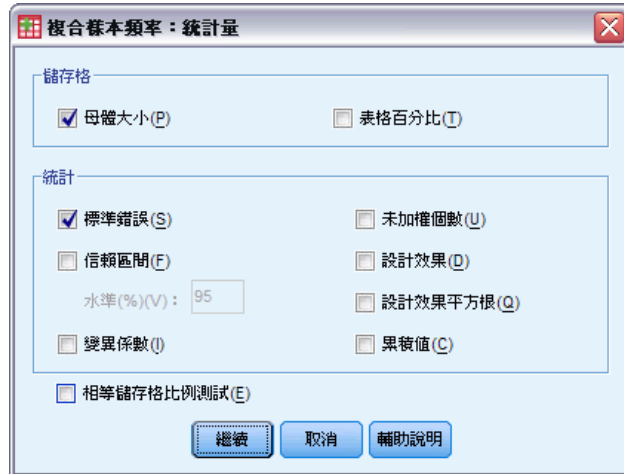 複合樣本頻率：統計量
儲存格
母體大小(P)
表格百分比(T)
統計
標準錯誤(S)
未加權個數(U)
信賴區間(F)
設計效果(D)
水準(%)(V)： 95
設計效果平方根(Q)
變異係數(I)
累積值(C)
相等儲存格比例測試(E)
繼續
取消
輔助說明